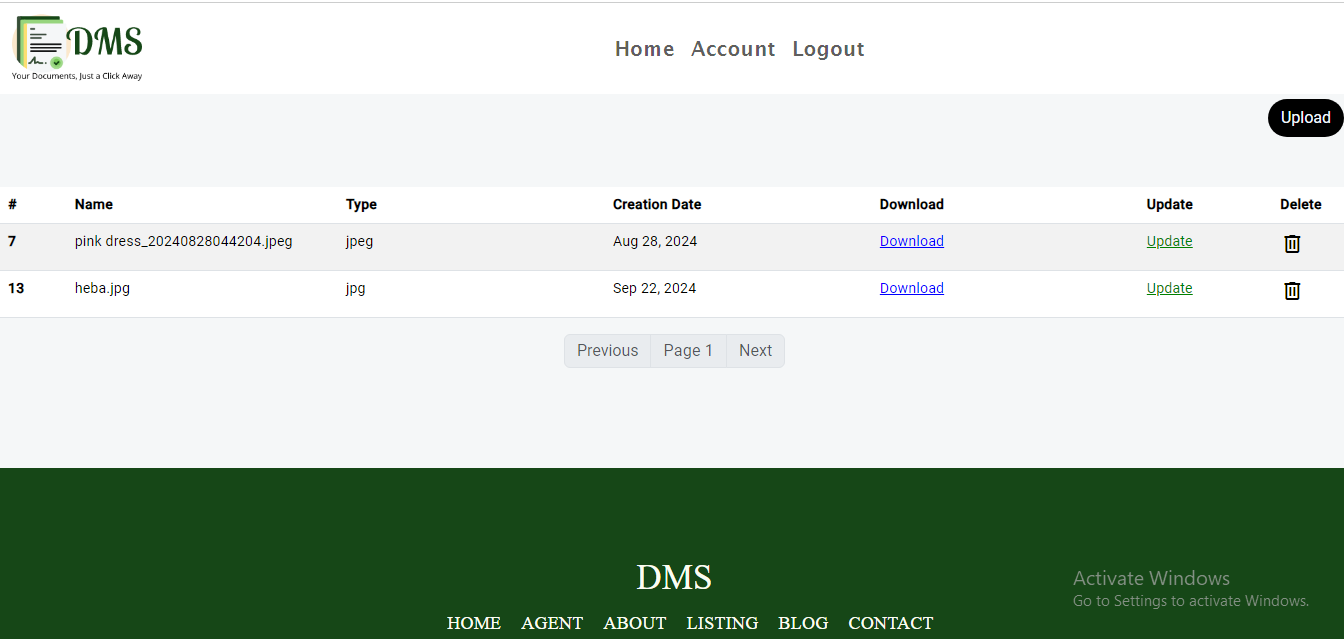 DMS
Your Documents, Just a Click Away
Home Account Logout
Upload
# Name Type Creation Date Download Update Delete
7 pink dress_20240828044204.jpeg jpeg Aug 28, 2024 Download Update
13 heba.jpg jpg Sep 22, 2024 Download Update
Previous Page 1 Next
DMS
Activate Windows
Go to Settings to activate Windows.
HOME AGENT ABOUT LISTING BLOG CONTACT